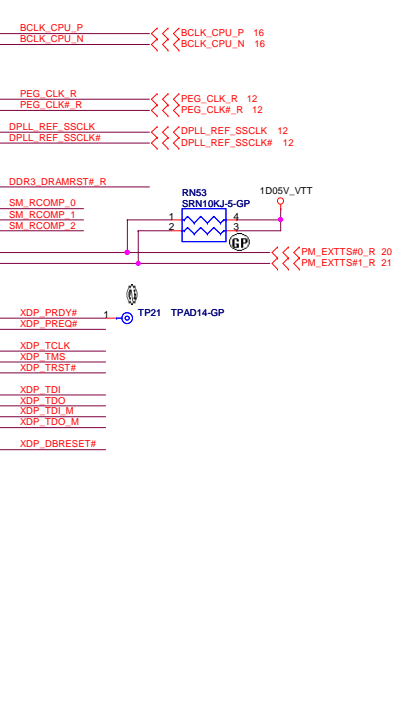 BCLK_CPU_P BCLK_CPU_P 16
BCLK_CPU_N BCLK_CPU_N 16
PEG_CLK_R PEG_CLK_R 12
PEG_CLK#_R PEG_CLK#_R 12
DPLL_REF_SSCLK DPLL_REF_SSCLK 12
DPLL_REF_SSCLK# DPLL_REF_SSCLK# 12
DDR3_DRAMRST#_R
RN53 1D05V_VTT
SM_RCOMP_0 SRN10KJ-5-GP
SM_RCOMP_1 1 4
SM_RCOMP_2 2 3
GP
PM_EXTTS#0_R 20
PM_EXTTS#1_R 21
XDP_PRDY# 1 TP21 TPAD14-GP
XDP_PREQ#
XDP_TCLK
XDP_TMS
XDP_TRST#
XDP_TDI
XDP_TDO
XDP_TDI_M
XDP_TDO_M
XDP_DBRESET#